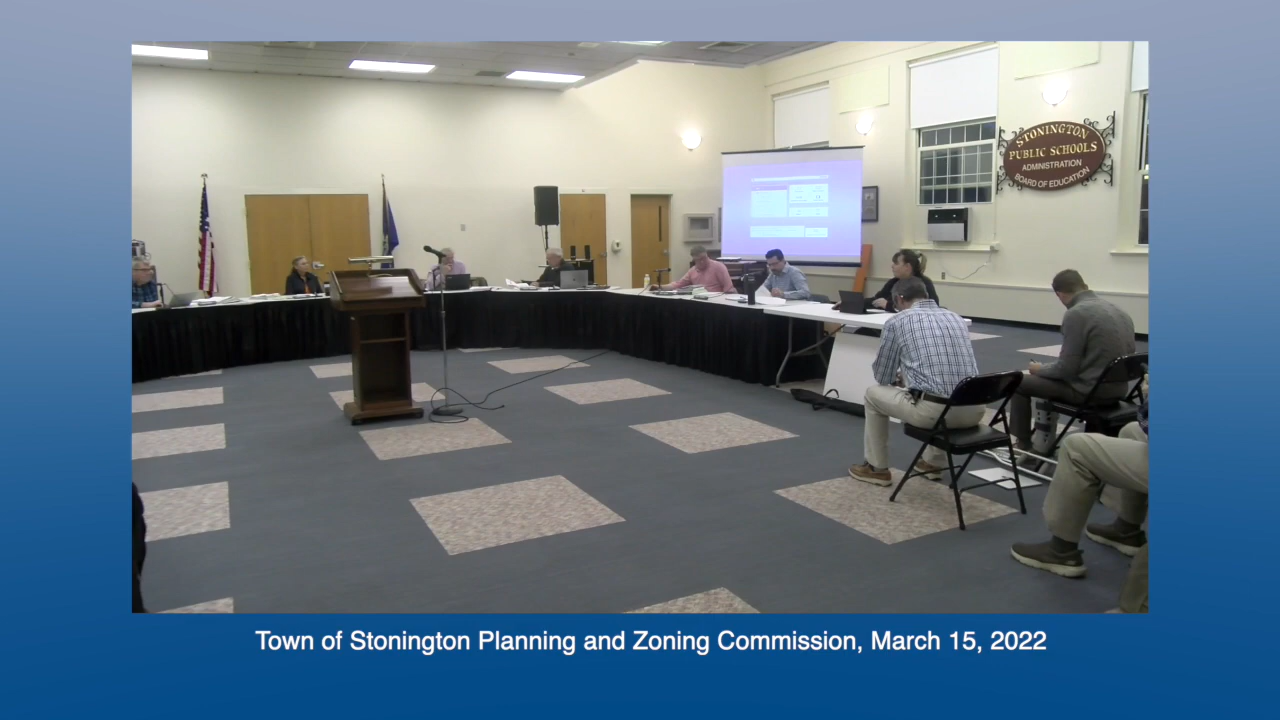 STONINGTON
PUBLIC SCHOOLS
ADMINISTRATION
BOARD OF EDUCATION
Town of Stonington Planning and Zoning Commission, March 15, 2022